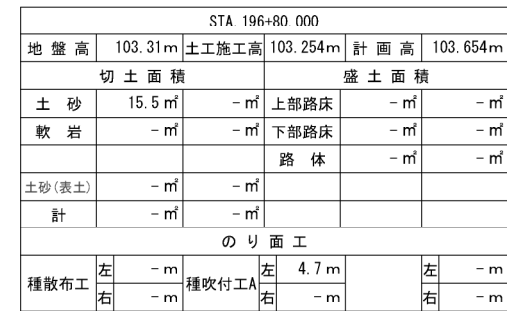 STA. 196+80.000
地盤高 103.31m 土工施工高 103.254m 計画高 103.654m
切土面積 盛土面積
土砂 15.5㎡ -㎡ 上部路床 -㎡ -㎡
軟岩 -㎡ -㎡ 下部路床 -㎡ -㎡
路体 -㎡ -㎡
土砂(表土) -㎡ -㎡
計 -㎡ -㎡
のり面工
種散布工 左 -m 種吹付工A 左 4.7m 左 -m
右 -m 右 -m 右 -m